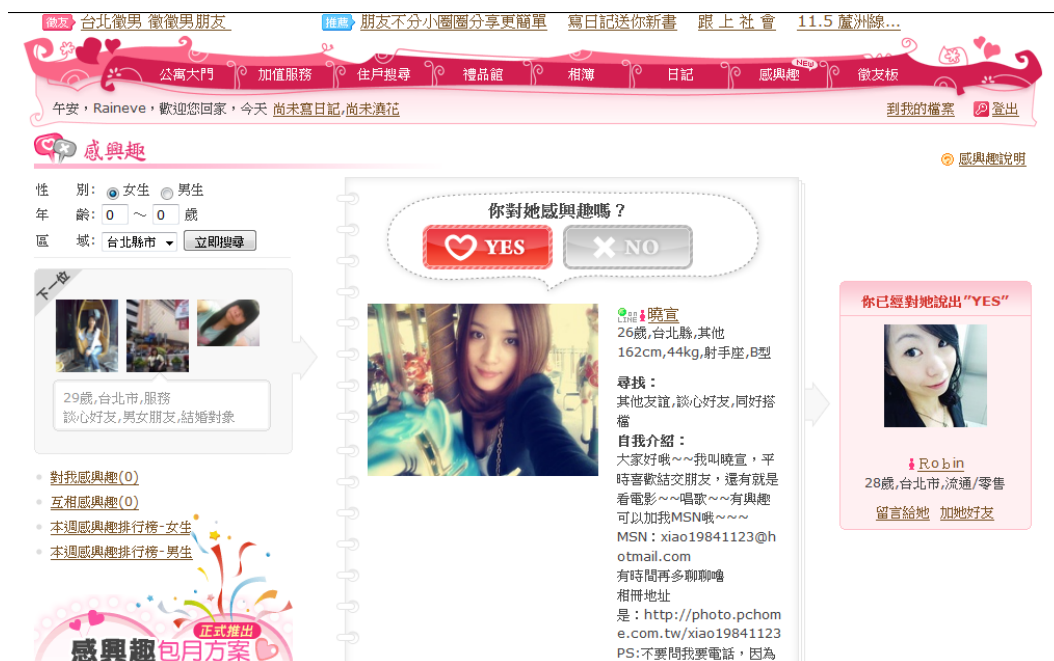 徵友 台北徵男 徵徵男朋友
推薦 朋友不分小圈圈分享更簡單 寫日記送你新書 跟上社會 11.5 蘆洲線...
公寓大門 加值服務 住戶搜尋 禮品館 相簿 日記 感興趣 NEW 徵友板
午安，Raineve，歡迎您回家，今天 尚未寫日記,尚未澆花
到我的檔案 登出
感興趣
感興趣說明
性 別: 女生 男生
年 齡: 0 ～ 0 歲
區 域: 台北縣市 立即搜尋
下一位
29歲,台北市,服務
談心好友,男女朋友,結婚對象
對我感興趣(0)
互相感興趣(0)
本週感興趣排行榜-女生
本週感興趣排行榜-男生
正式推出
感興趣包月方案
你對她感興趣嗎？
YES NO
on LINE 曉宣
26歲,台北縣,其他
162cm,44kg,射手座,B型
尋找：
其他友誼,談心好友,同好搭
檔
自我介紹：
大家好哦~~我叫曉宣，平
時喜歡結交朋友，還有就是
看電影~~唱歌~~有興趣
可以加我MSN哦~~~
MSN：xiao19841123@h
otmail.com
有時間再多聊聊嚕
相冊地址
是：http://photo.pchom
e.com.tw/xiao19841123
PS:不要問我要電話，因為
你已經對她說出"YES"
Robin
28歲,台北市,流通/零售
留言給她 加她好友